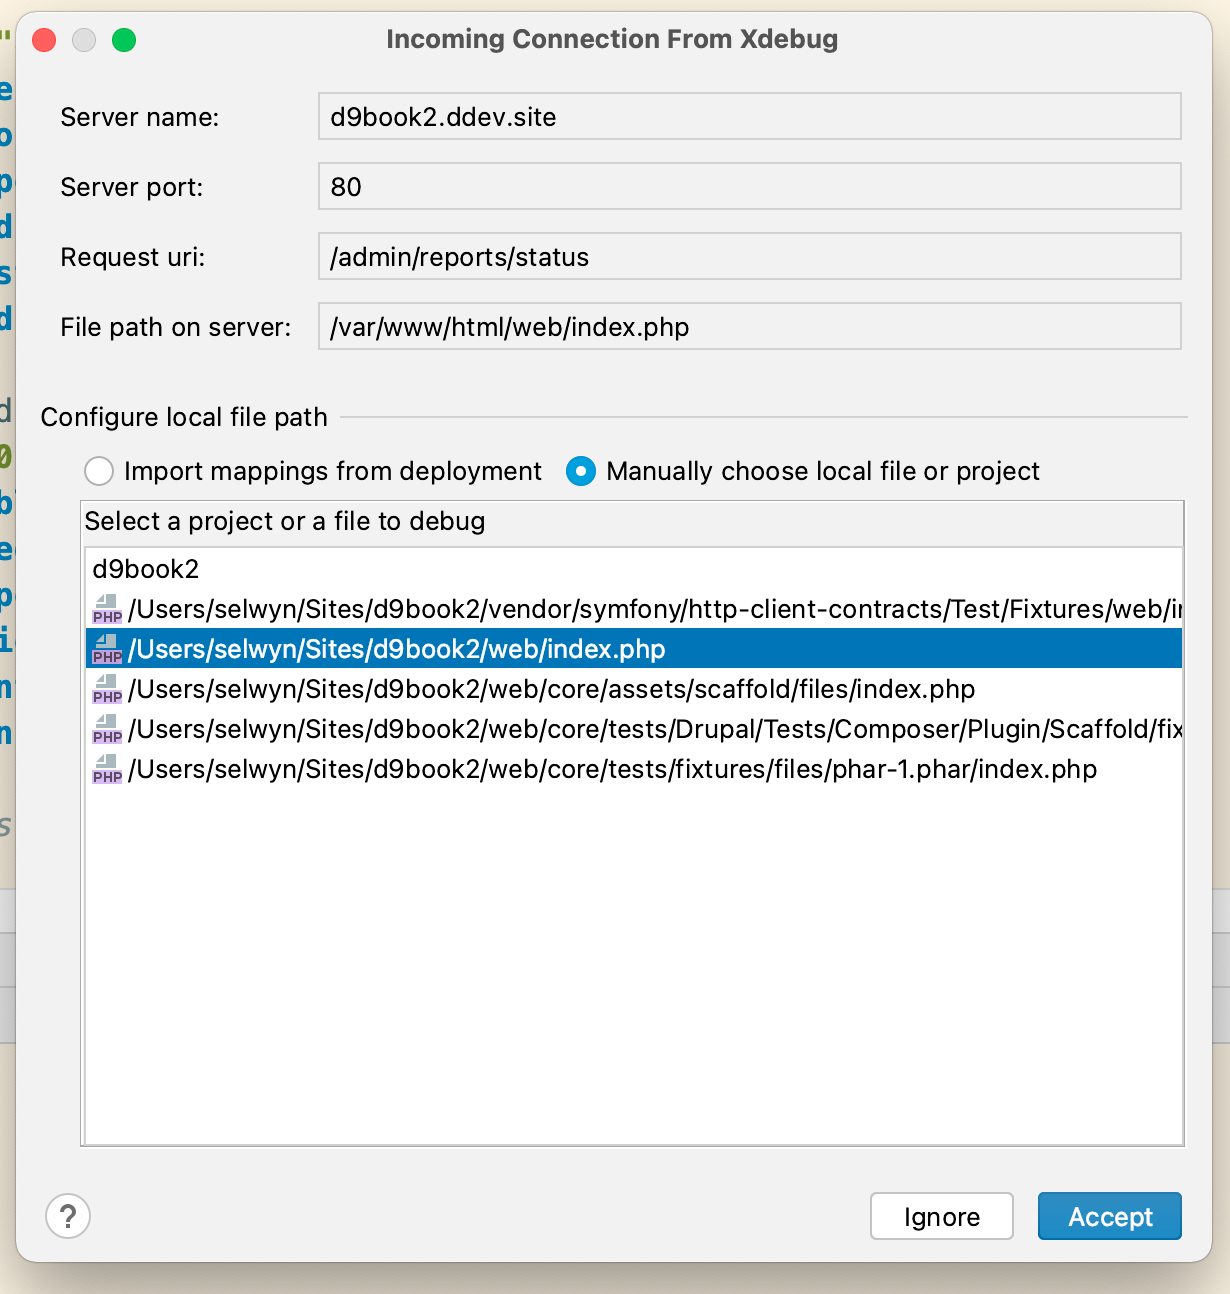 Incoming Connection From Xdebug
Server name: d9book2.ddev.site
Server port: 80
Request uri: /admin/reports/status
File path on server: /var/www/html/web/index.php
Configure local file path
Import mappings from deployment Manually choose local file or project
Select a project or a file to debug
d9book2
PHP /Users/selwyn/Sites/d9book2/vendor/symfony/http-client-contracts/Test/Fixtures/web/i
PHP /Users/selwyn/Sites/d9book2/web/index.php
PHP /Users/selwyn/Sites/d9book2/web/core/assets/scaffold/files/index.php
PHP /Users/selwyn/Sites/d9book2/web/core/tests/Drupal/Tests/Composer/Plugin/Scaffold/fix
PHP /Users/selwyn/Sites/d9book2/web/core/tests/fixtures/files/phar-1.phar/index.php
? Ignore Accept